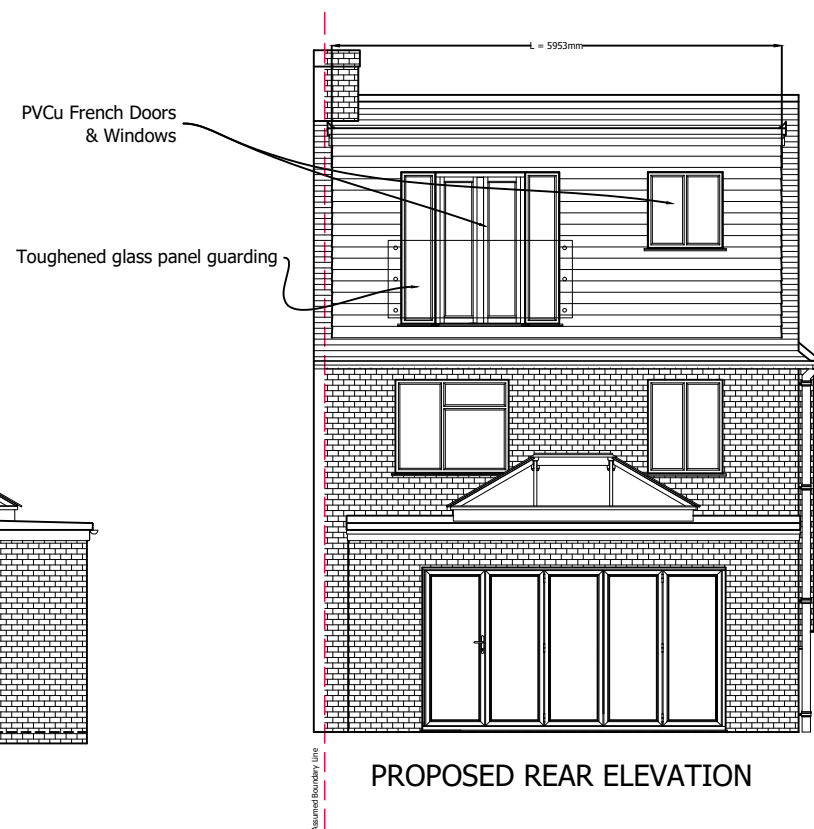 L = 5953mm
PVCu French Doors
& Windows
Toughened glass panel guarding
Assumed Boundary Line
PROPOSED REAR ELEVATION